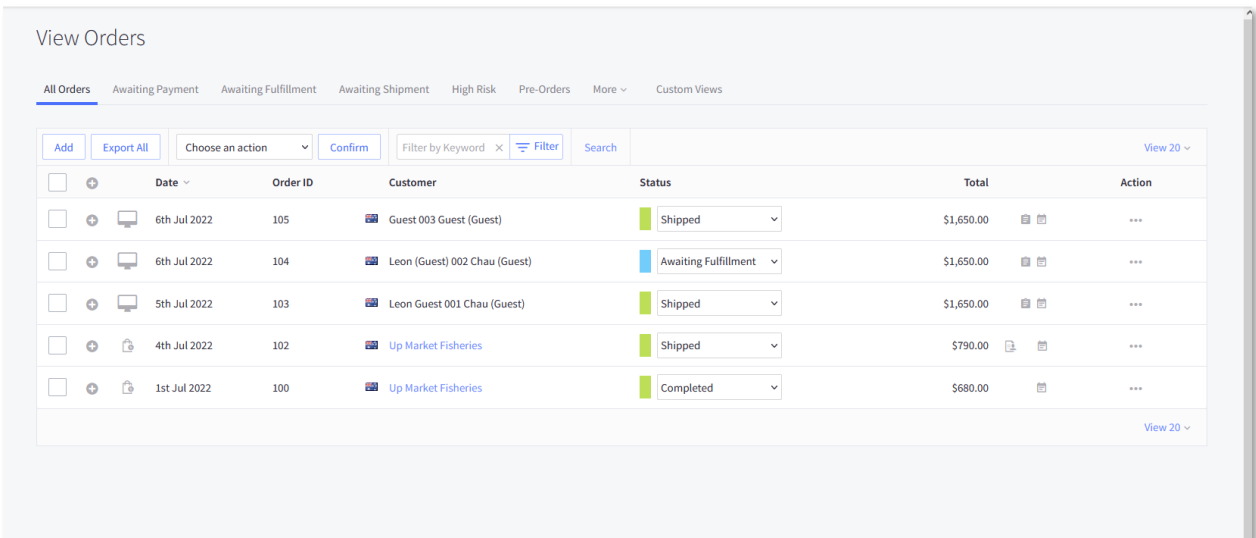 View Orders
All Orders Awaiting Payment Awaiting Fulfillment Awaiting Shipment High Risk Pre-Orders More Custom Views
Add Export All Choose an action Confirm Filter by Keyword Filter Search View 20
Date Order ID Customer Status Total Action
6th Jul 2022 105 Guest 003 Guest (Guest) Shipped $1,650.00
6th Jul 2022 104 Leon (Guest) 002 Chau (Guest) Awaiting Fulfillment $1,650.00
5th Jul 2022 103 Leon Guest 001 Chau (Guest) Shipped $1,650.00
4th Jul 2022 102 Up Market Fisheries Shipped $790.00
1st Jul 2022 100 Up Market Fisheries Completed $680.00
View 20